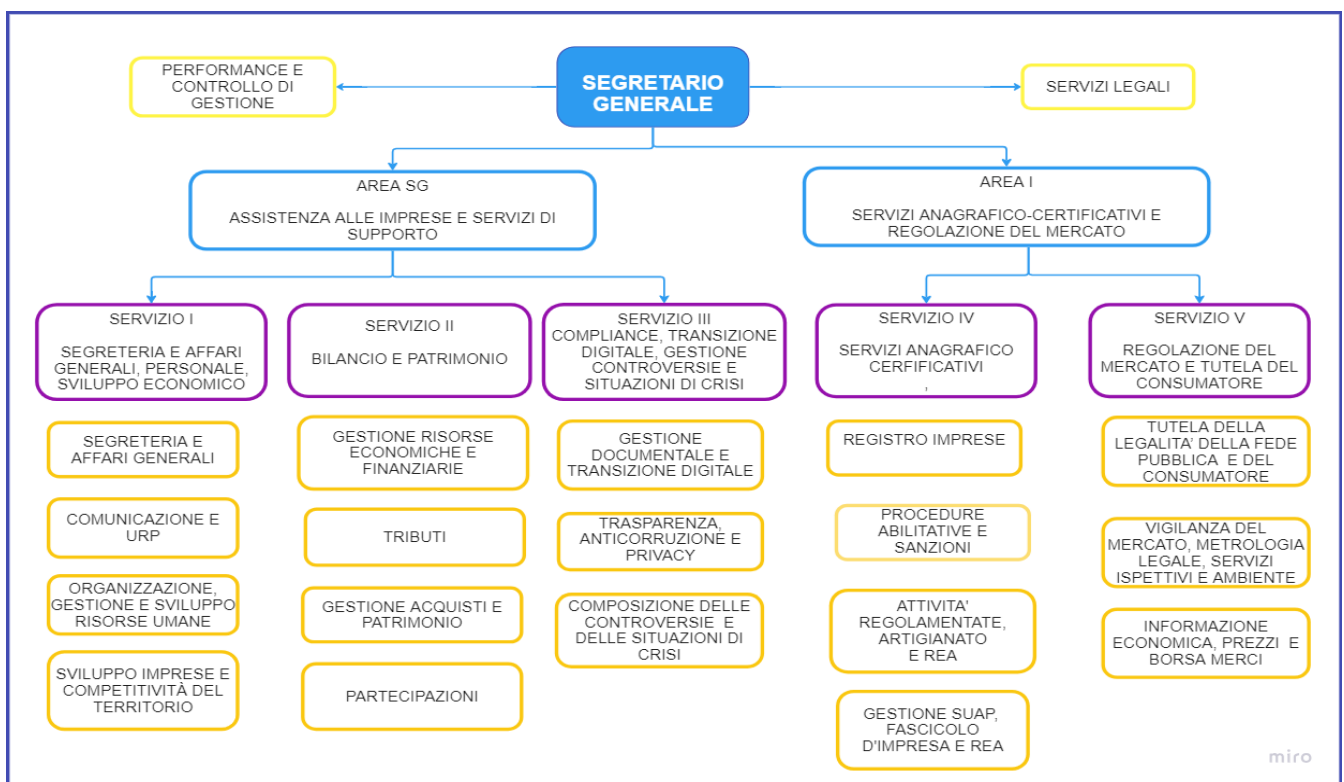 PERFORMANCE E
CONTROLLO DI
GESTIONE
SEGRETARIO
GENERALE
SERVIZI LEGALI
AREA SG
ASSISTENZA ALLE IMPRESE E SERVIZI DI
SUPPORTO
AREA I
SERVIZI ANAGRAFICO-CERTIFICATIVI E
REGOLAZIONE DEL MERCATO
SERVIZIO I
SEGRETERIA E AFFARI
GENERALI, PERSONALE,
SVILUPPO ECONOMICO
SERVIZIO II
BILANCIO E PATRIMONIO
SERVIZIO III
COMPLIANCE, TRANSIZIONE
DIGITALE, GESTIONE
CONTROVERSIE E
SITUAZIONI DI CRISI
SERVIZIO IV
SERVIZI ANAGRAFICO
CERFIFICATIVI
,
SERVIZIO V
REGOLAZIONE DEL
MERCATO E TUTELA DEL
CONSUMATORE
SEGRETERIA E
AFFARI GENERALI
COMUNICAZIONE E
URP
ORGANIZZAZIONE,
GESTIONE E SVILUPPO
RISORSE UMANE
SVILUPPO IMPRESE E
COMPETITIVITÀ DEL
TERRITORIO
GESTIONE RISORSE
ECONOMICHE E
FINANZIARIE
TRIBUTI
GESTIONE ACQUISTI E
PATRIMONIO
PARTECIPAZIONI
GESTIONE
DOCUMENTALE E
TRANSIZIONE DIGITALE
TRASPARENZA,
ANTICORRUZIONE E
PRIVACY
COMPOSIZIONE DELLE
CONTROVERSIE E
DELLE SITUAZIONI DI
CRISI
REGISTRO IMPRESE
PROCEDURE
ABILITATIVE E
SANZIONI
ATTIVITA'
REGOLAMENTATE,
ARTIGIANATO
E REA
GESTIONE SUAP,
FASCICOLO
D'IMPRESA E REA
TUTELA DELLA
LEGALITA' DELLA FEDE
PUBBLICA E DEL
CONSUMATORE
VIGILANZA DEL
MERCATO, METROLOGIA
LEGALE, SERVIZI
ISPETTIVI E AMBIENTE
INFORMAZIONE
ECONOMICA, PREZZI E
BORSA MERCI
miro